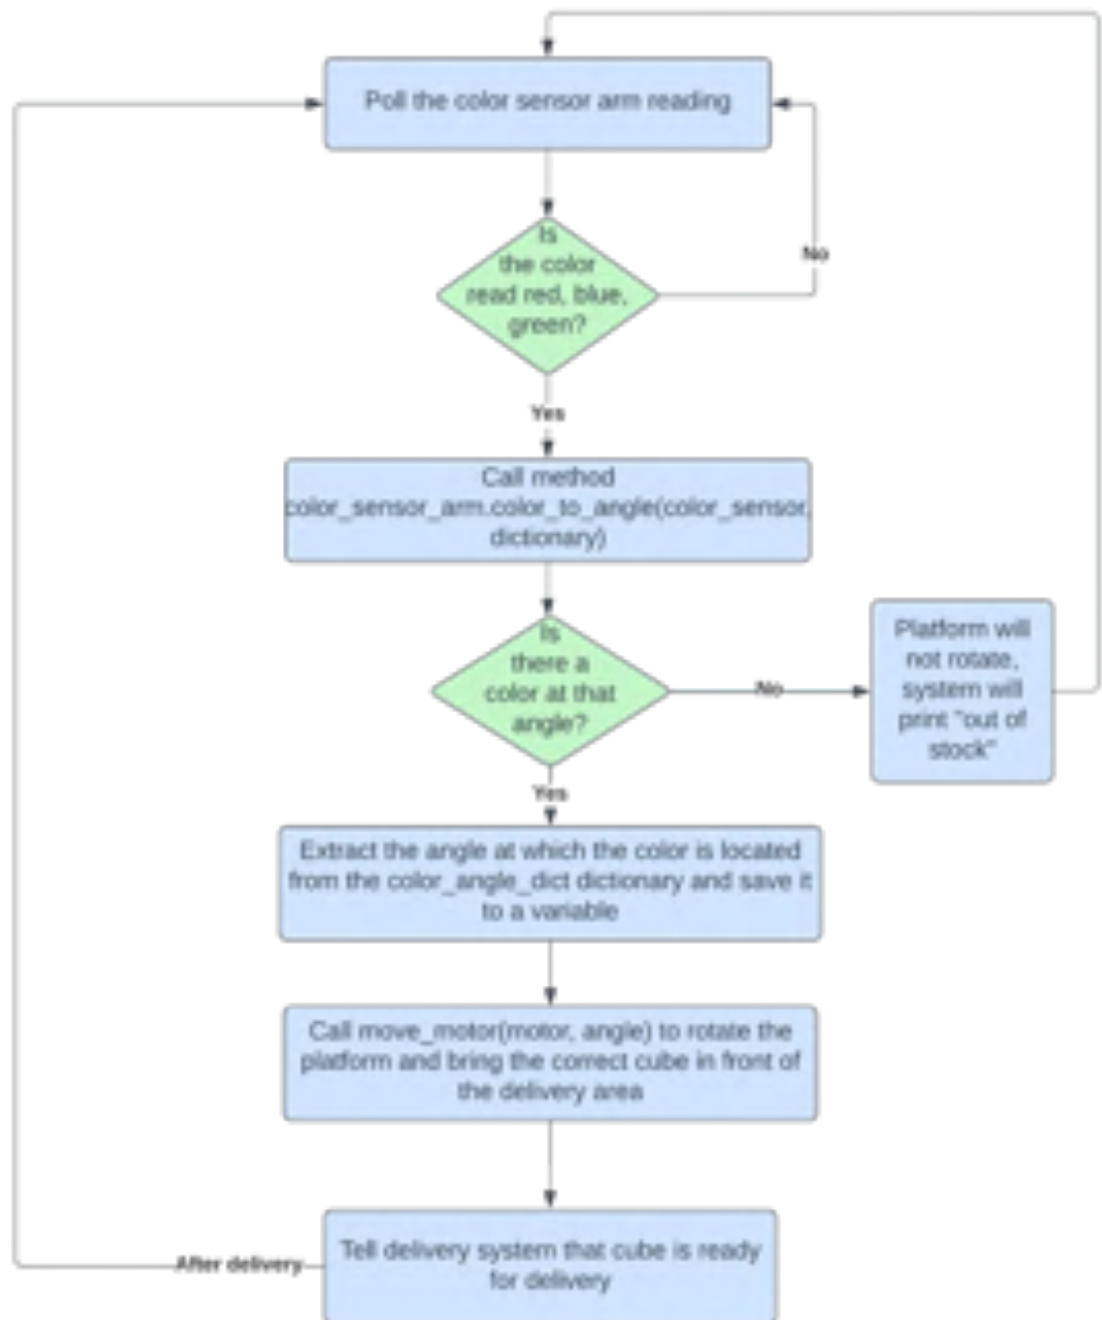 Poll the color sensor arm reading
Is
the color
read red, blue,
green?
No
Yes
Call method
color_sensor_arm.color_to_angle(color_sensor,
dictionary)
Is
there a
color at that
angle?
No
Platform will
not rotate,
system will
print "out of
stock"
Yes
Extract the angle at which the color is located
from the color_angle_dict dictionary and save it
to a variable
Call move_motor(motor, angle) to rotate the
platform and bring the correct cube in front of
the delivery area
Tell delivery system that cube is ready
for delivery
After delivery